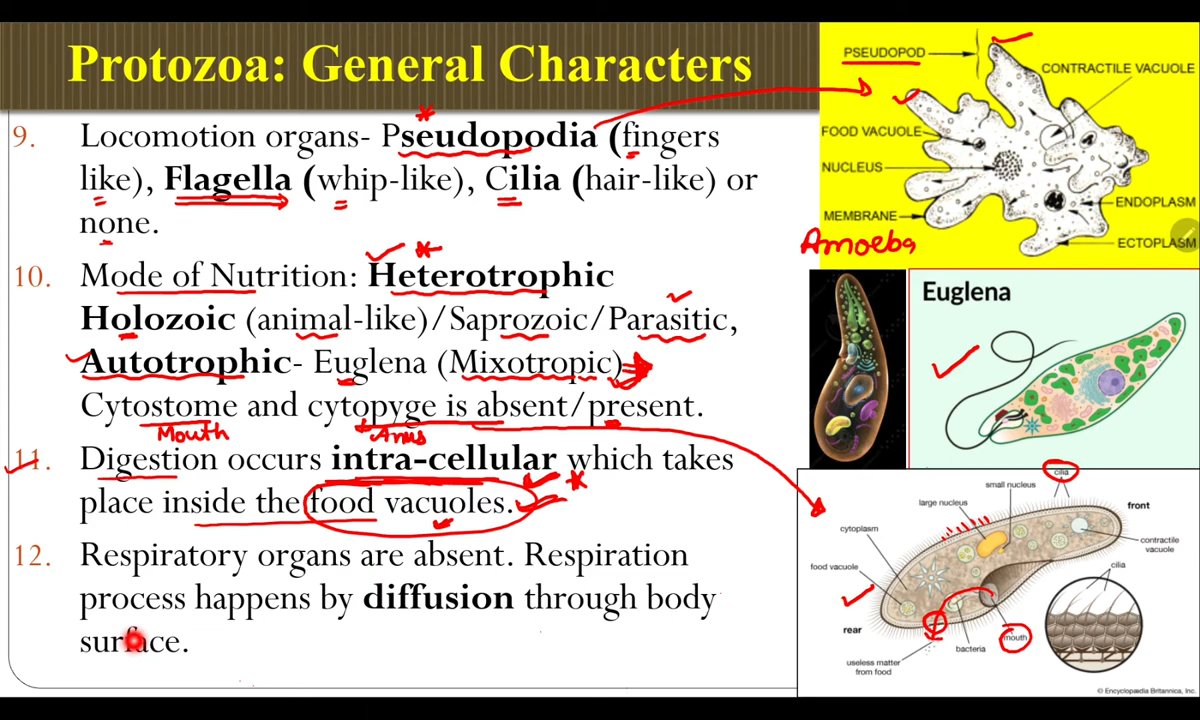 Protozoa: General Characters
9. Locomotion organs- Pseudopodia (fingers
like), Flagella (whip-like), Cilia (hair-like) or
none.
10. Mode of Nutrition: Heterotrophic
Holozoic (animal-like)/Saprozoic/Parasitic,
Autotrophic- Euglena (Mixotropic)
Cytostome and cytopyge is absent/present.
Mouth
Anus
11. Digestion occurs intra-cellular which takes
place inside the food vacuoles.
12. Respiratory organs are absent. Respiration
process happens by diffusion through body
surface.
PSEUDOPOD
CONTRACTILE VACUOLE
FOOD VACUOLE
NUCLEUS
MEMBRANE
ENDOPLASM
ECTOPLASM
Amoeba
Euglena
cilia
small nucleus
large nucleus
front
cytoplasm
contractile
vacuole
food vacuole
cilia
rear
mouth
bacteria
useless matter
from food
© Encyclopædia Britannica, Inc.